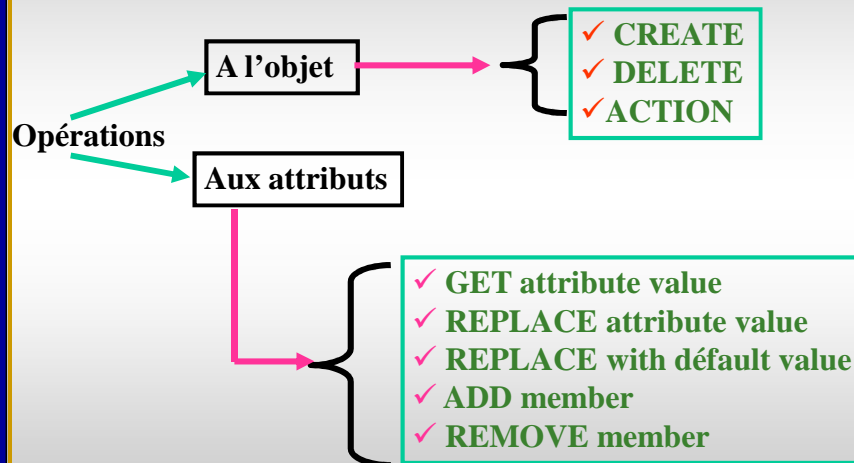 Opérations
A l'objet
CREATE
DELETE
ACTION
Aux attributs
GET attribute value
REPLACE attribute value
REPLACE with défault value
ADD member
REMOVE member